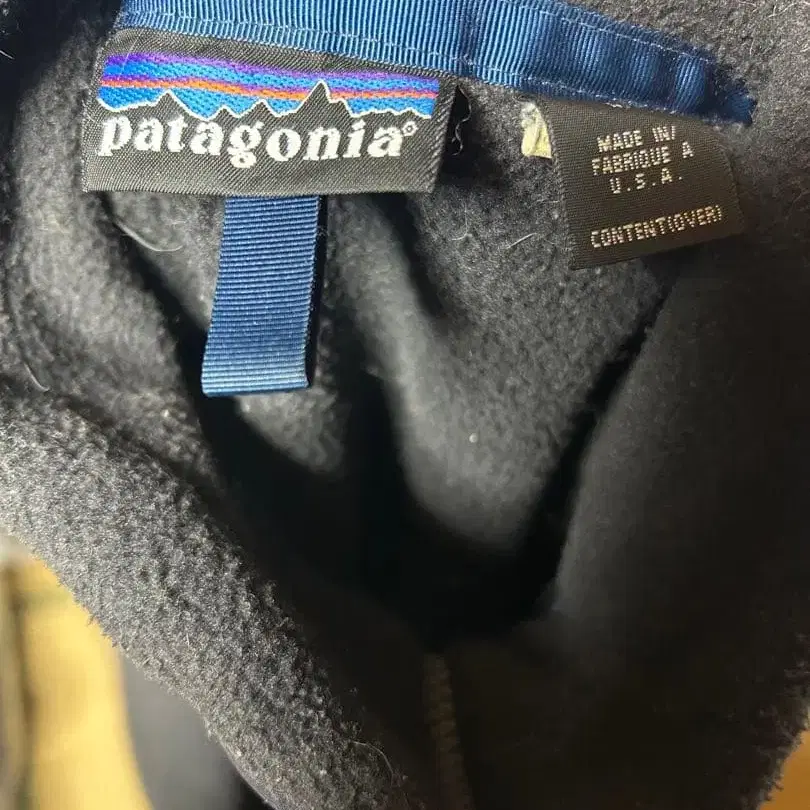 patagonia®
MADE IN/
FABRIQUE A
U.S.A.
CONTENT(OVER)